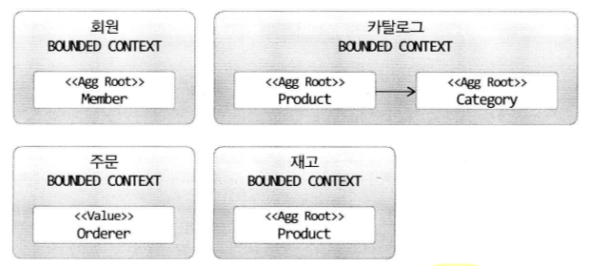 회원
BOUNDED CONTEXT
<<Agg Root>>
Member
카탈로그
BOUNDED CONTEXT
<<Agg Root>>
Product
<<Agg Root>>
Category
주문
BOUNDED CONTEXT
<<Value>>
Orderer
재고
BOUNDED CONTEXT
<<Agg Root>>
Product